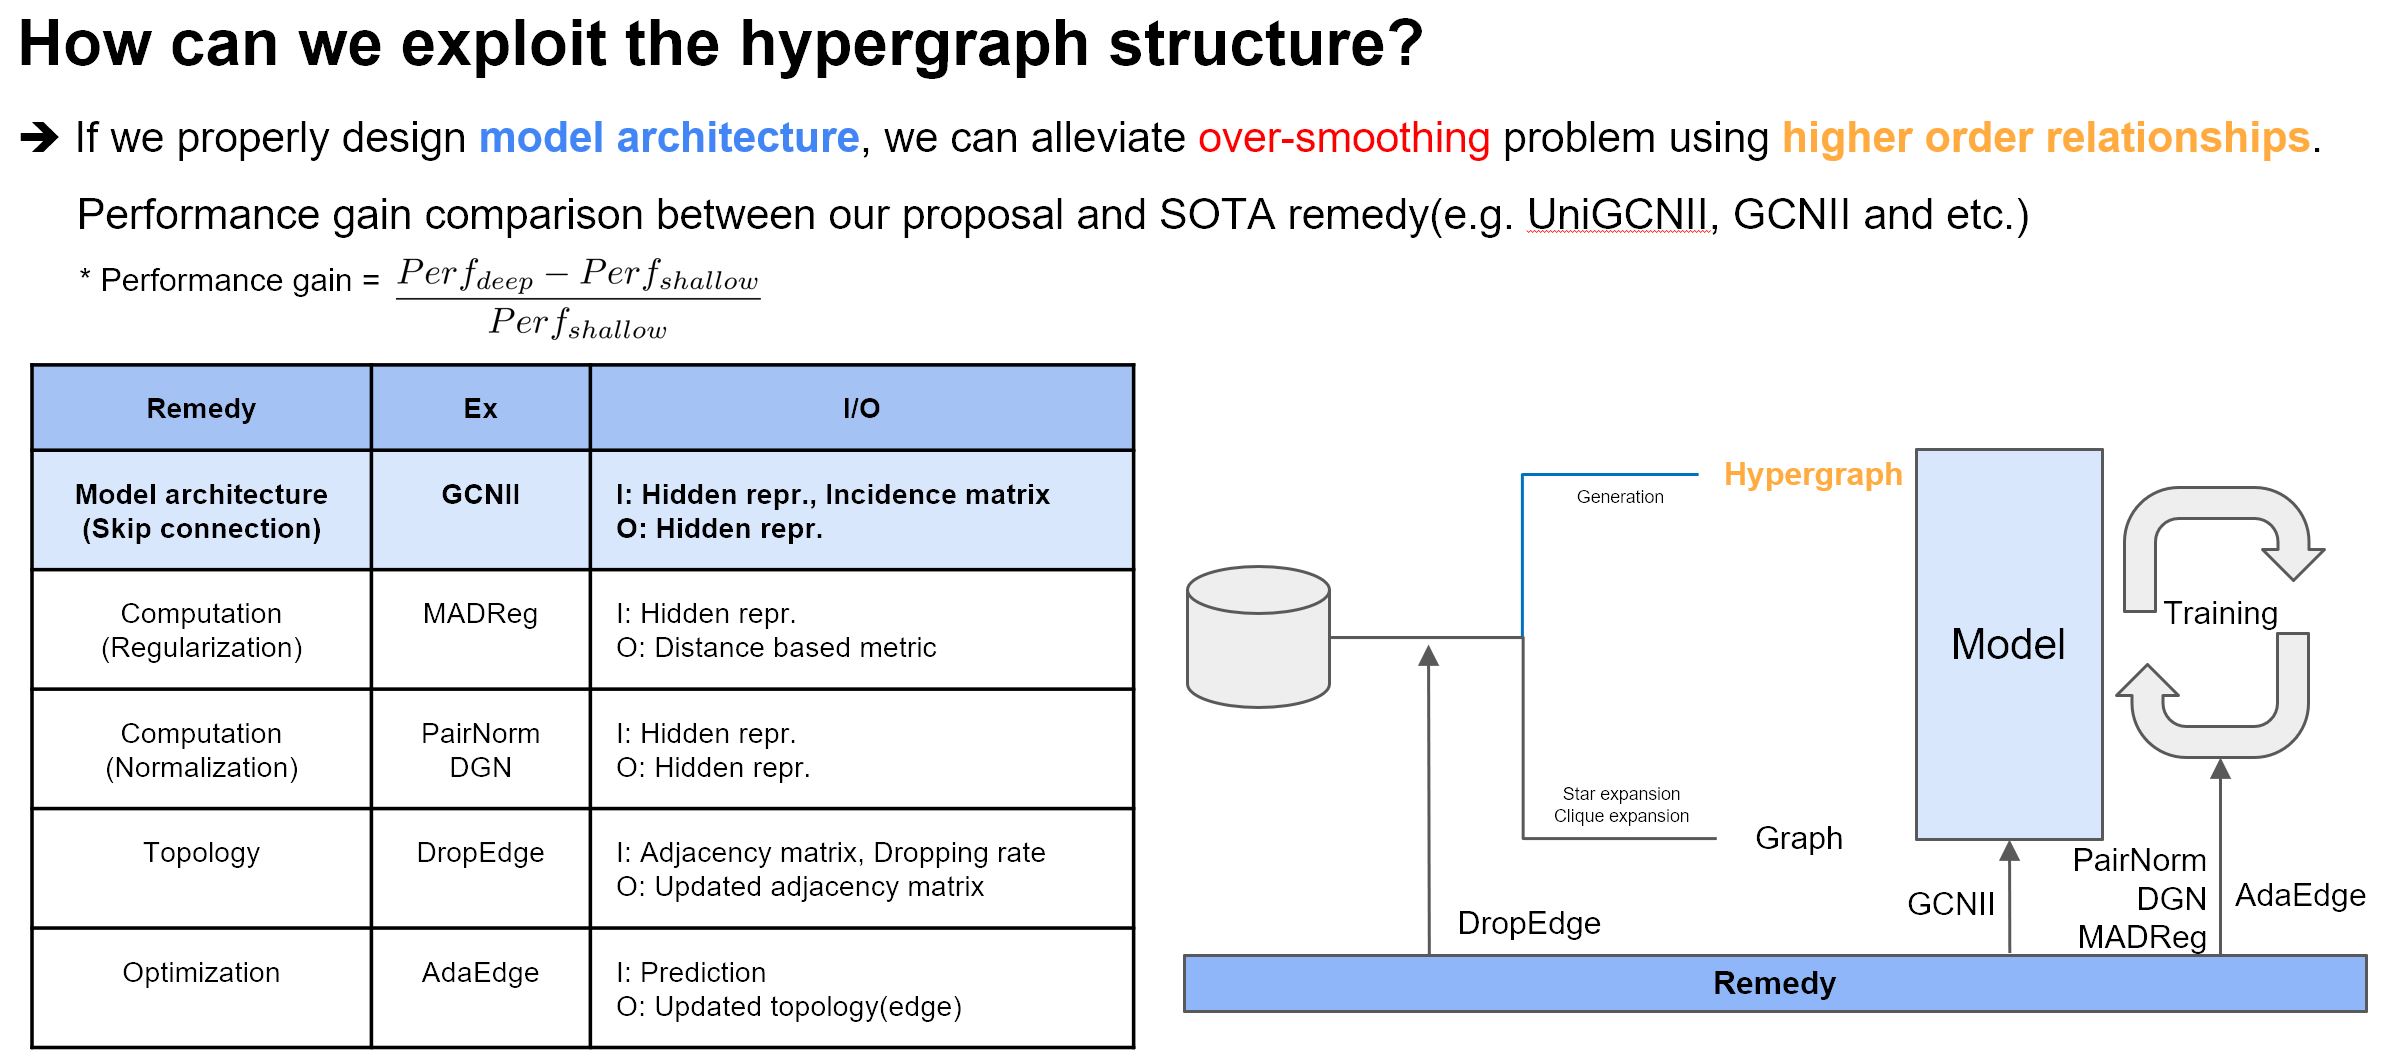 How can we exploit the hypergraph structure?
➔ If we properly design model architecture, we can alleviate over-smoothing problem using higher order relationships.
Performance gain comparison between our proposal and SOTA remedy(e.g. UniGCNII, GCNII and etc.)
* Performance gain = \frac{Perf_{deep} - Perf_{shallow}}{Perf_{shallow}}
Remedy Ex I/O
Model architecture
(Skip connection)
GCNII
I: Hidden repr., Incidence matrix
O: Hidden repr.
Computation
(Regularization)
MADReg
I: Hidden repr.
O: Distance based metric
Computation
(Normalization)
PairNorm
DGN
I: Hidden repr.
O: Hidden repr.
Topology
DropEdge
I: Adjacency matrix, Dropping rate
O: Updated adjacency matrix
Optimization
AdaEdge
I: Prediction
O: Updated topology(edge)
Generation
Hypergraph
Star expansion
Clique expansion
Graph
Model
Training
DropEdge
GCNII
PairNorm
DGN
MADReg
AdaEdge
Remedy